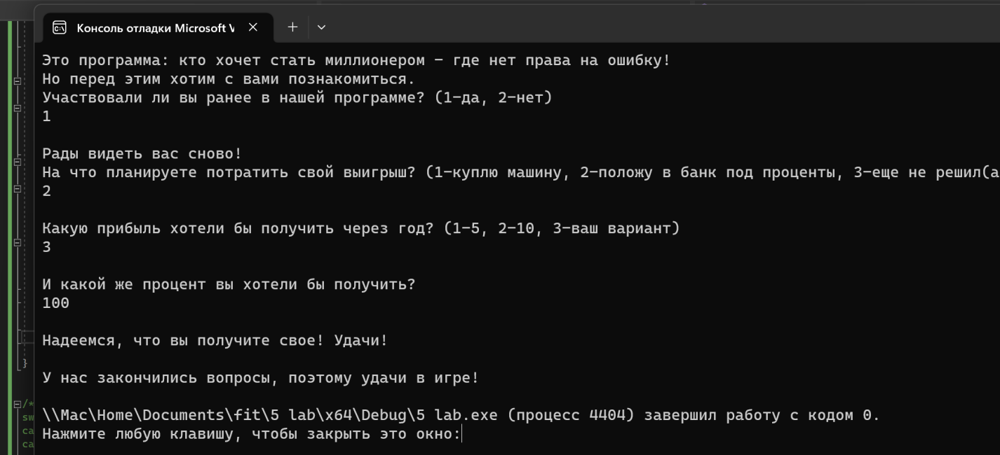 Консоль отладки Microsoft V
Это программа: кто хочет стать миллионером – где нет права на ошибку!
Но перед этим хотим с вами познакомиться.
Участвовали ли вы ранее в нашей программе? (1-да, 2-нет)
1
Рады видеть вас сново!
На что планируете потратить свой выигрыш? (1-куплю машину, 2-положу в банк под проценты, 3-еще не решил(а
2
Какую прибыль хотели бы получить через год? (1-5, 2-10, 3-ваш вариант)
3
И какой же процент вы хотели бы получить?
100
Надеемся, что вы получите свое! Удачи!
У нас закончились вопросы, поэтому удачи в игре!
}
/*
sw
ca
ca
\\Mac\Home\Documents\fit\5 lab\x64\Debug\5 lab.exe (процесс 4404) завершил работу с кодом 0.
Нажмите любую клавишу, чтобы закрыть это окно: